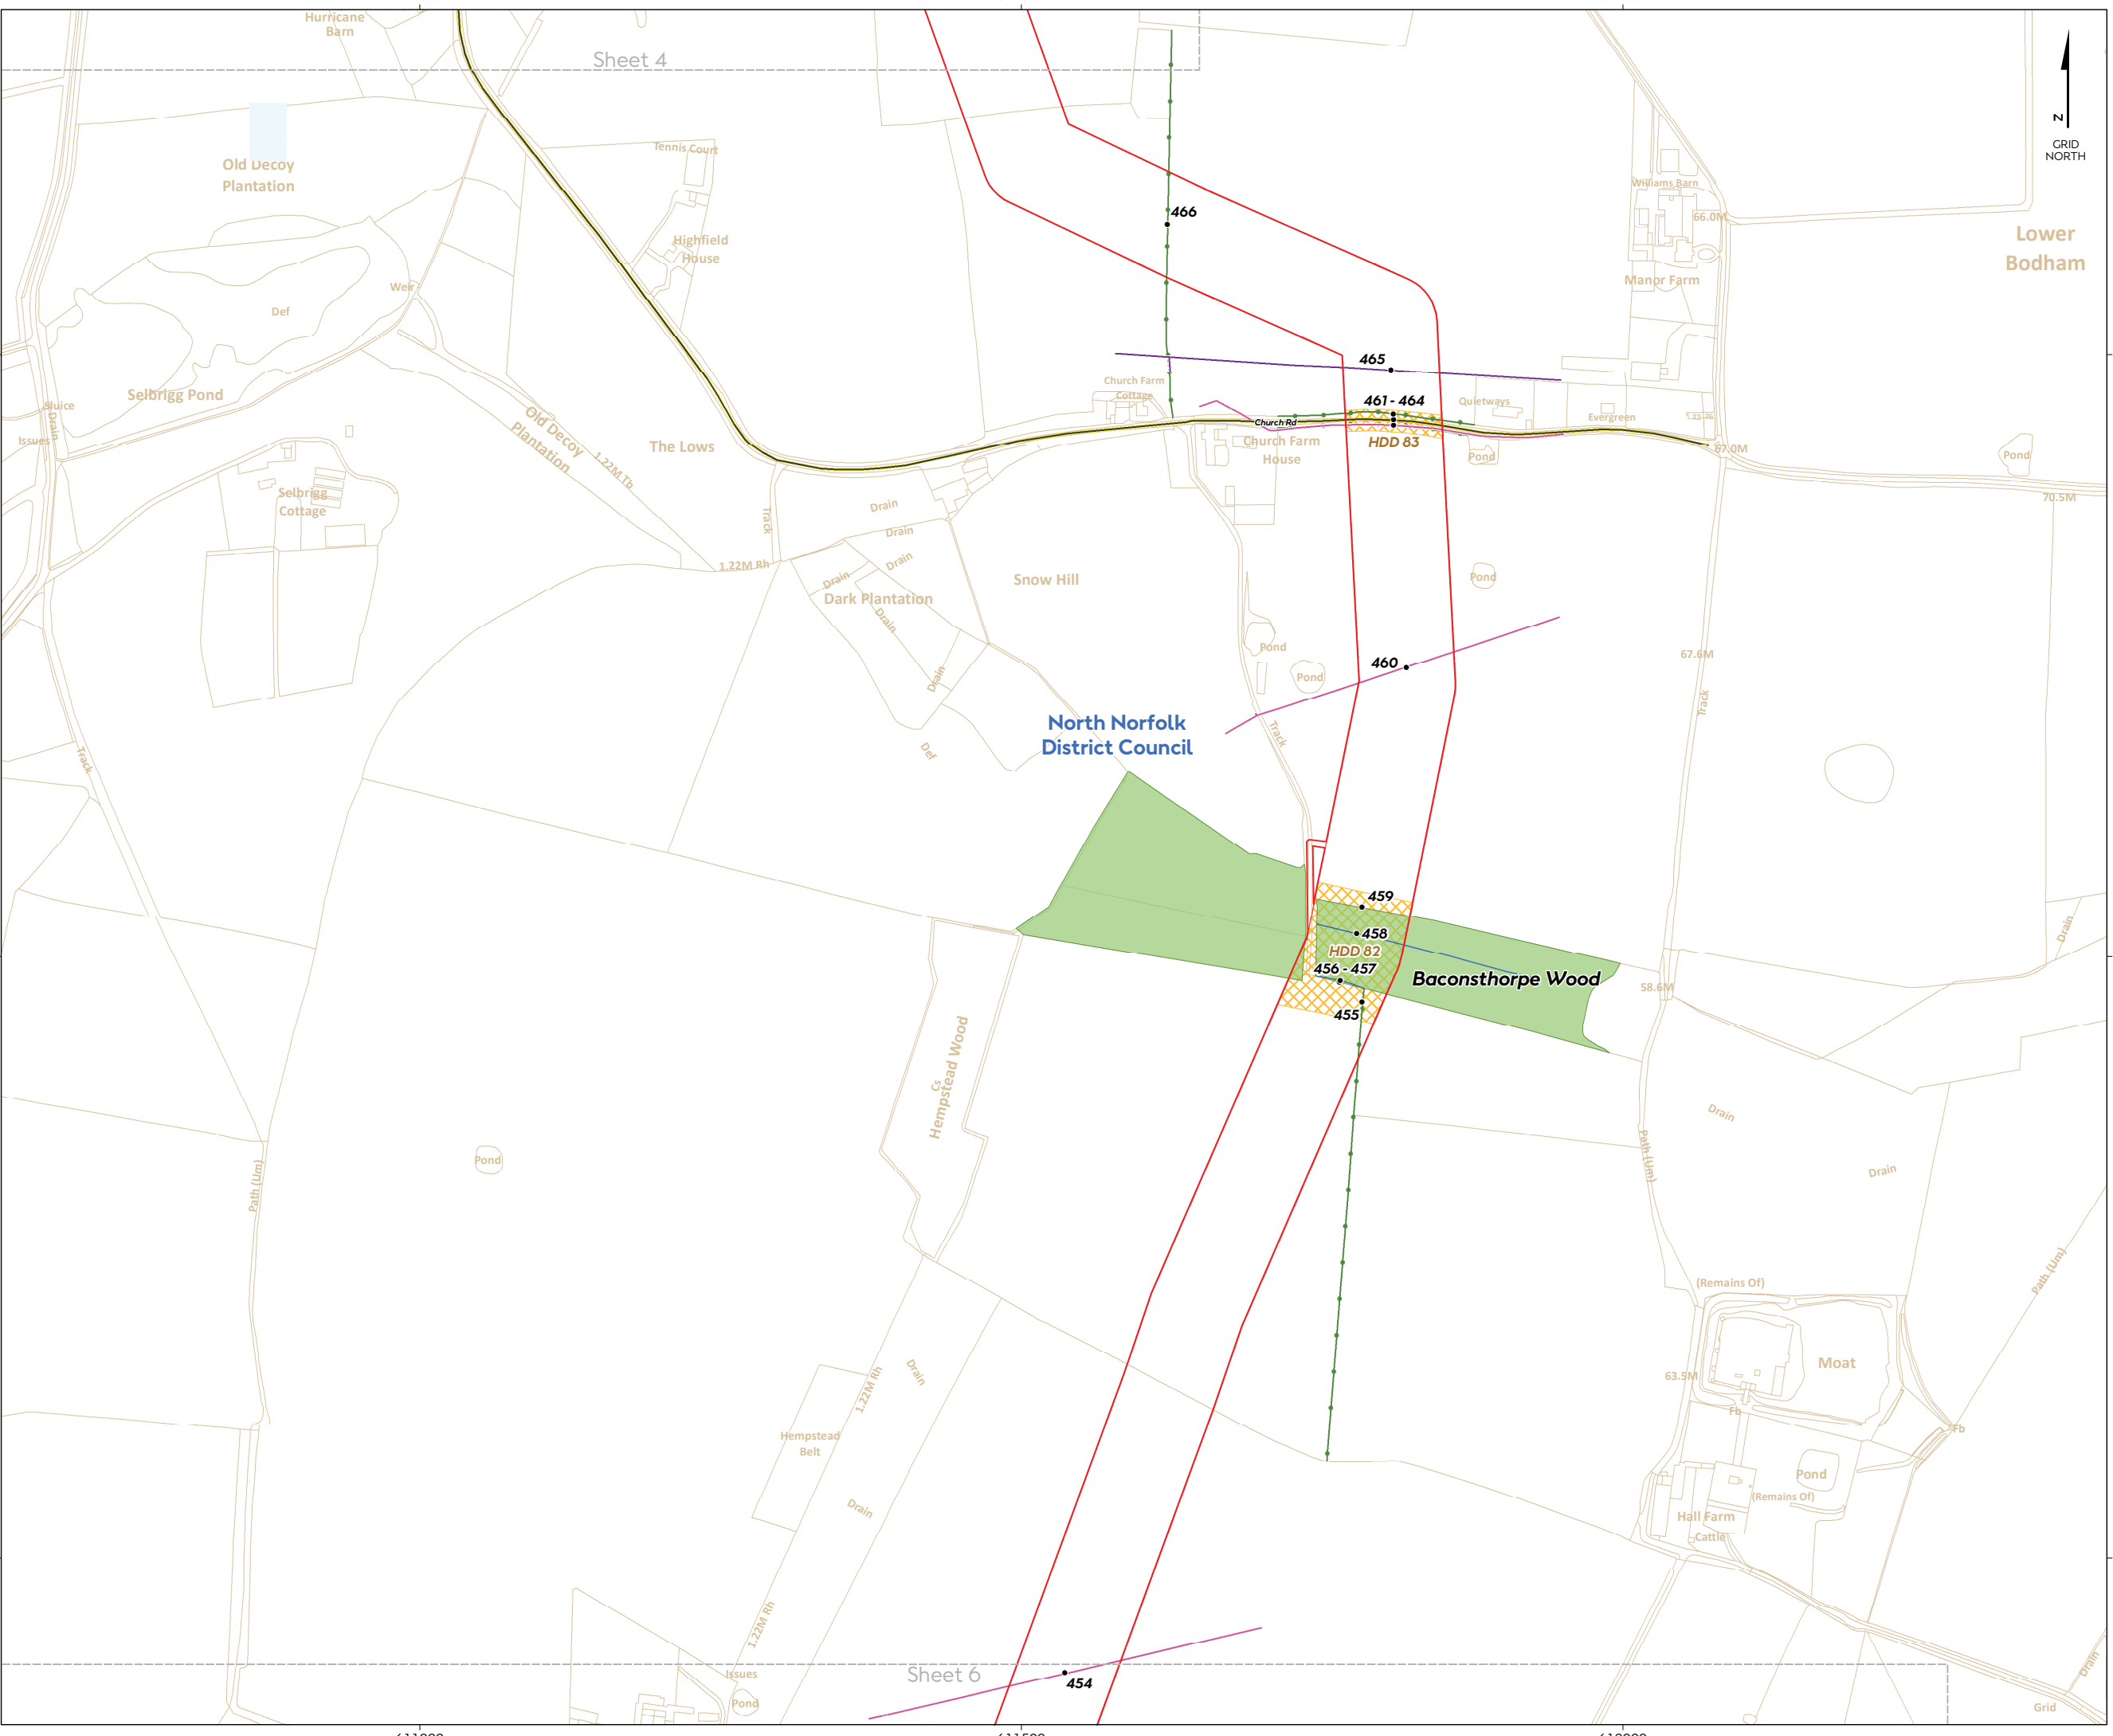 Hurricane
Barn
Sheet 4
N
GRID
NORTH
Old Decoy
Plantation
Tennis Court
Williams Barn
66.0M
466
Highfield
House
Lower
Bodham
Manor Farm
Weir
Def
465
Church Farm
Cottage
Selbrigg Pond
Sluice
Drain
Issues
461 - 464
Quietways
Evergreen
Church Rd
HDD 83
Old Decoy
Plantation
The Lows
Church Farm
House
Pond
67.0M
Pond
1.22M Tb
Selbrigg
Cottage
70.5M
Track
Drain
Drain
Drain
1.22M Rh
Drain
Snow Hill
Pond
Dark Plantation
Drain
Pond
67.6M
460
Pond
Drain
Track
North Norfolk
District Council
Track
Track
Def
459
458
HDD 82
456 - 457
Baconsthorpe Wood
58.6M
Drain
455
Hempstead Wood
Cs
Drain
Path (Um)
Drain
Pond
Path (Um)
Path (Um)
(Remains Of)
Moat
63.5M
Drain
1.22M Rh
Fb
Fb
Hempstead
Belt
Pond
(Remains Of)
Drain
Hall Farm
Cattle
1.22M Rh
Issues
Sheet 6
Drain
454
Pond
Grid